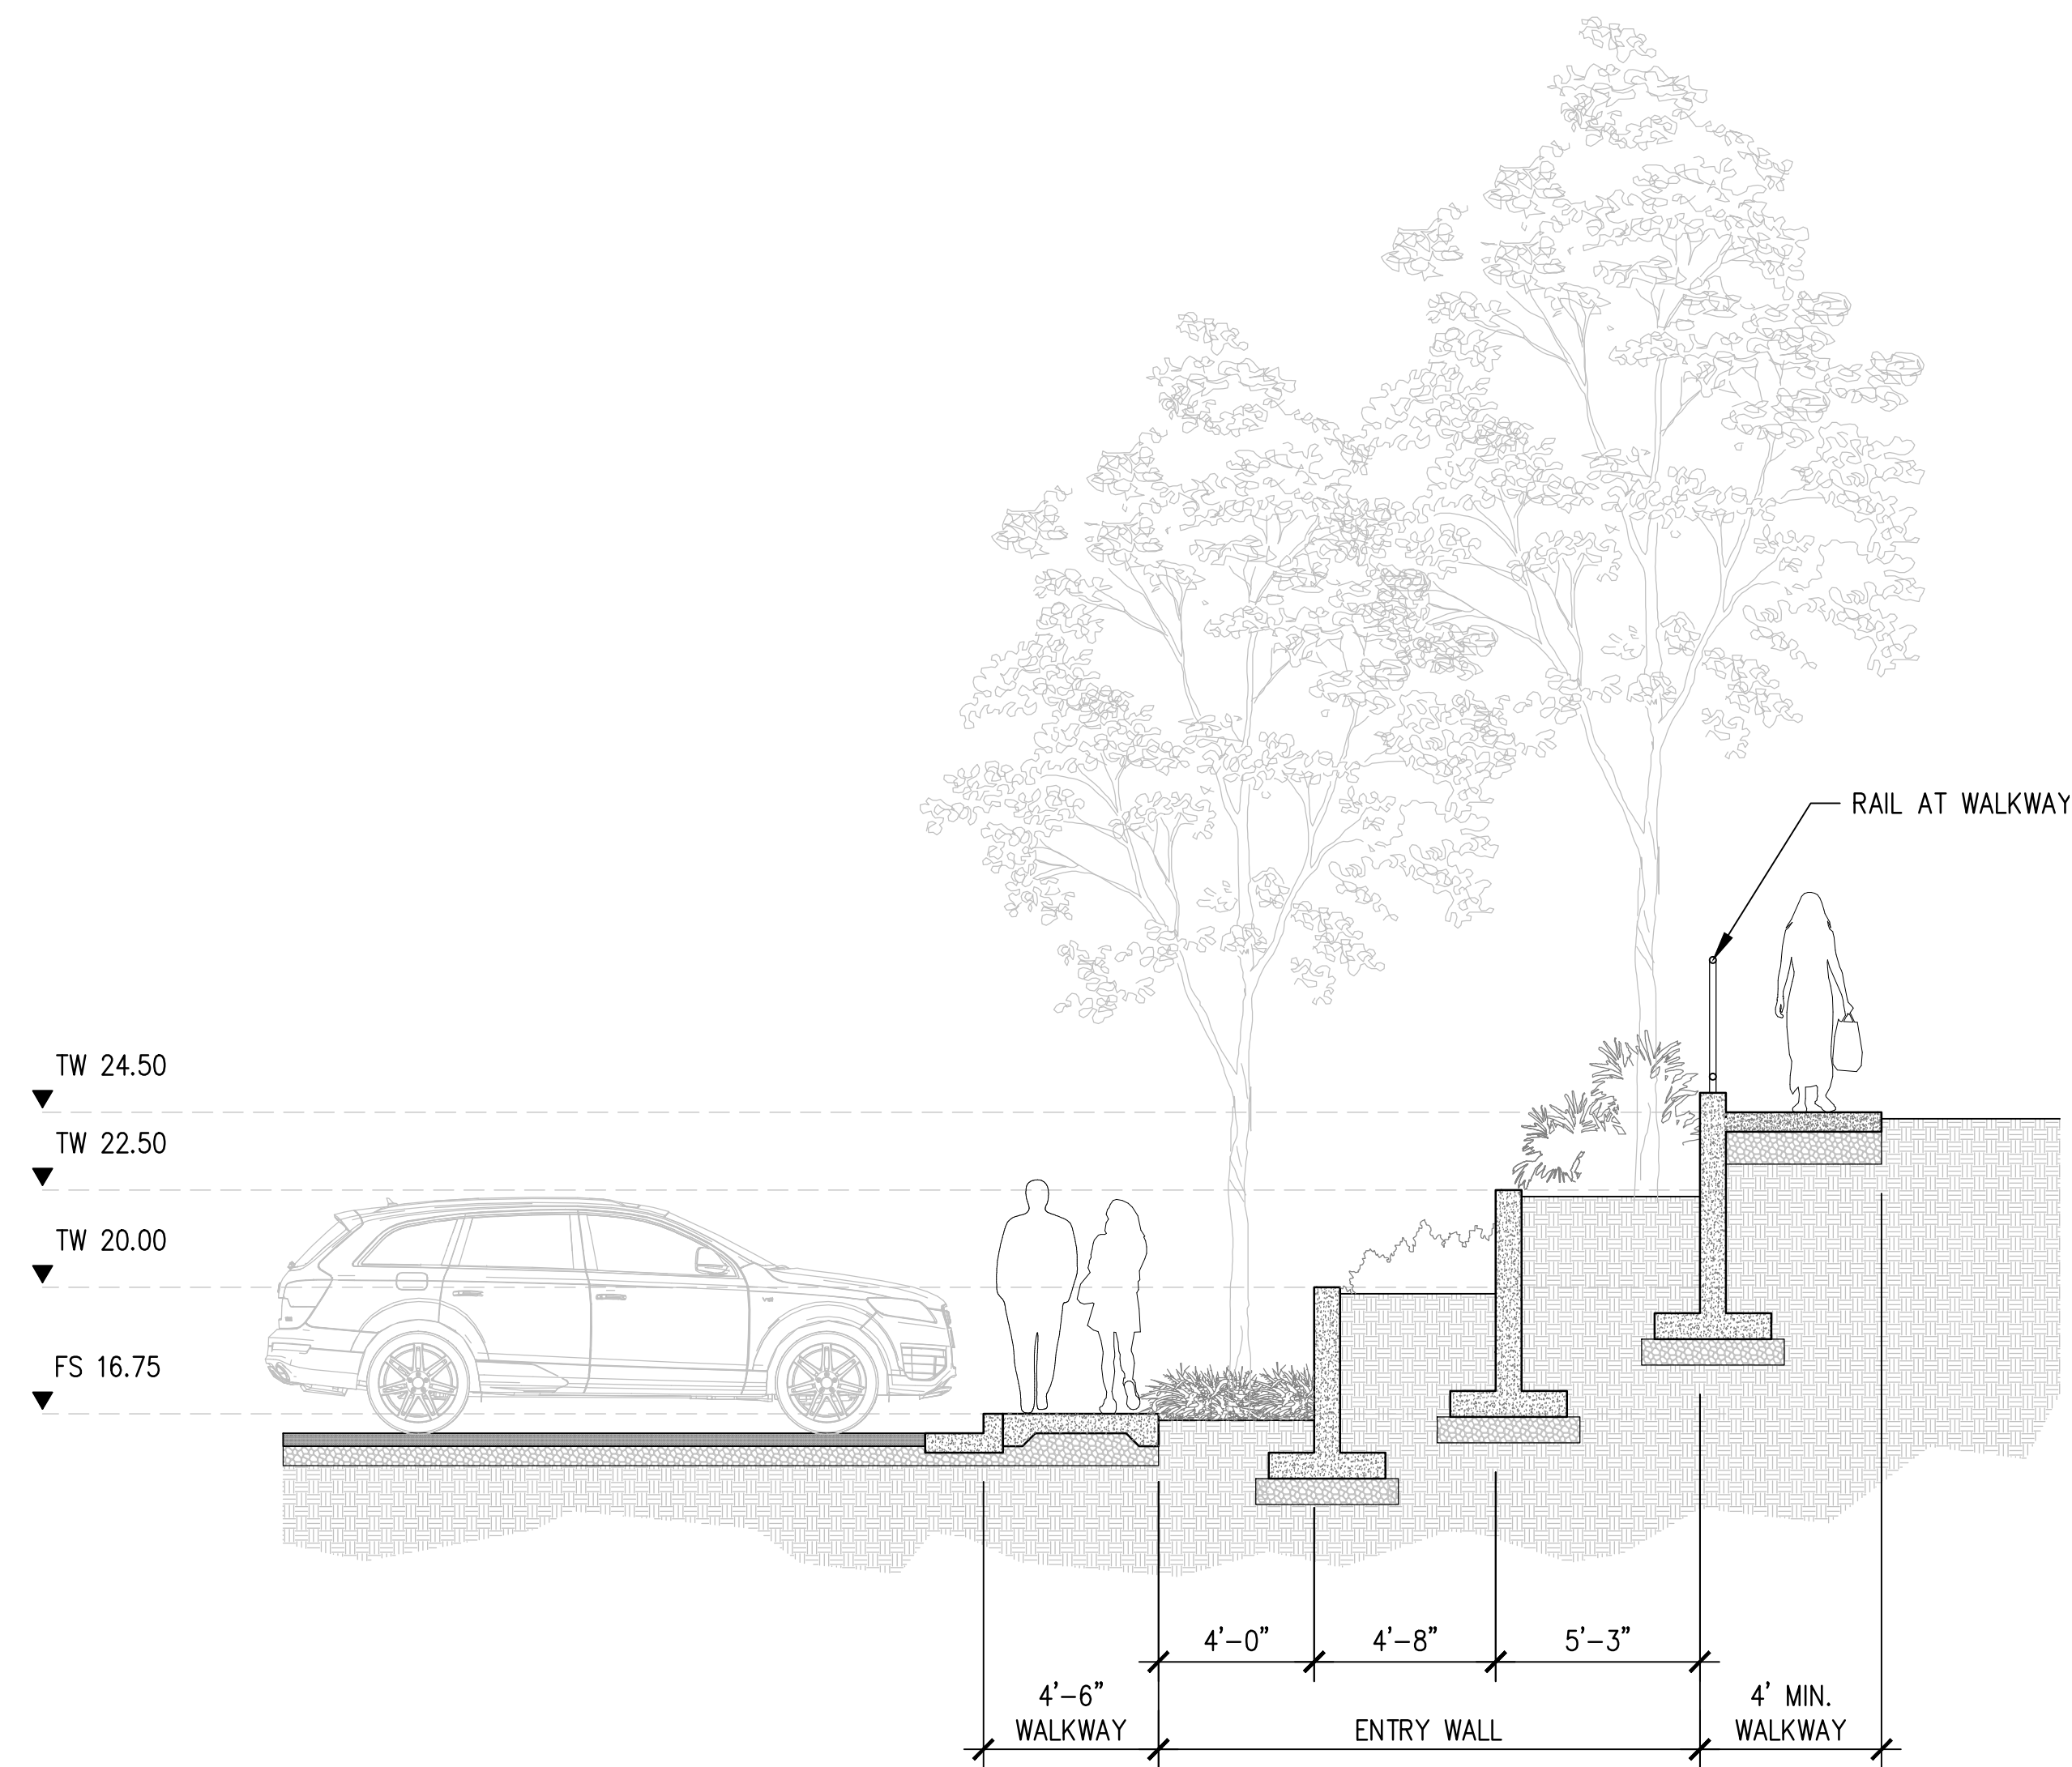 RAIL AT WALKWAY
TW 24.50
TW 22.50
TW 20.00
FS 16.75
4'-0"
4'-8"
5'-3"
4'-6"
WALKWAY
ENTRY WALL
4' MIN.
WALKWAY